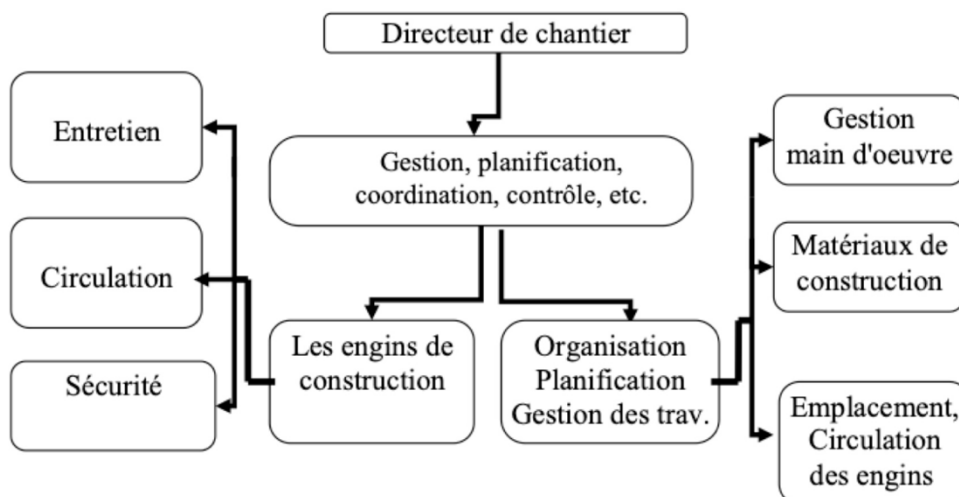 Directeur de chantier
Gestion, planification,
coordination, contrôle, etc.
Entretien
Circulation
Sécurité
Les engins de
construction
Organisation
Planification
Gestion des trav.
Gestion
main d'oeuvre
Matériaux de
construction
Emplacement,
Circulation
des engins